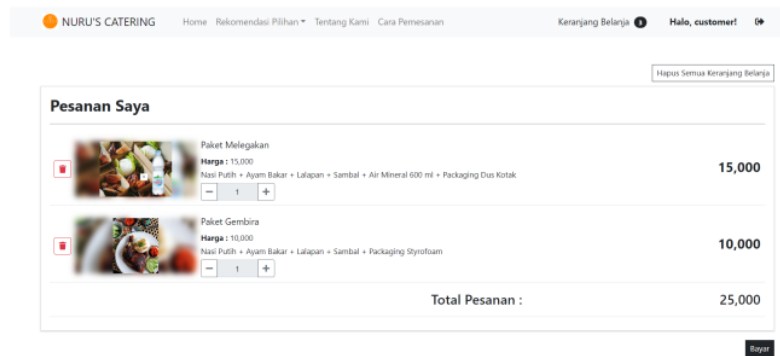 NURU'S CATERING Home Rekomendasi Pilihan Tentang Kami Cara Pemesanan Keranjang Belanja Halo, customer!
Hapus Semua Keranjang Belanja
Pesanan Saya
Paket Melegakan
Harga : 15,000
Nasi Putih + Ayam Bakar + Lalapan + Sambal + Air Mineral 600 ml + Packaging Dus Kotak
15,000
− 1 +
Paket Gembira
Harga : 10,000
Nasi Putih + Ayam Bakar + Lalapan + Sambal + Packaging Styrofoam
10,000
− 1 +
Total Pesanan : 25,000
Bayar